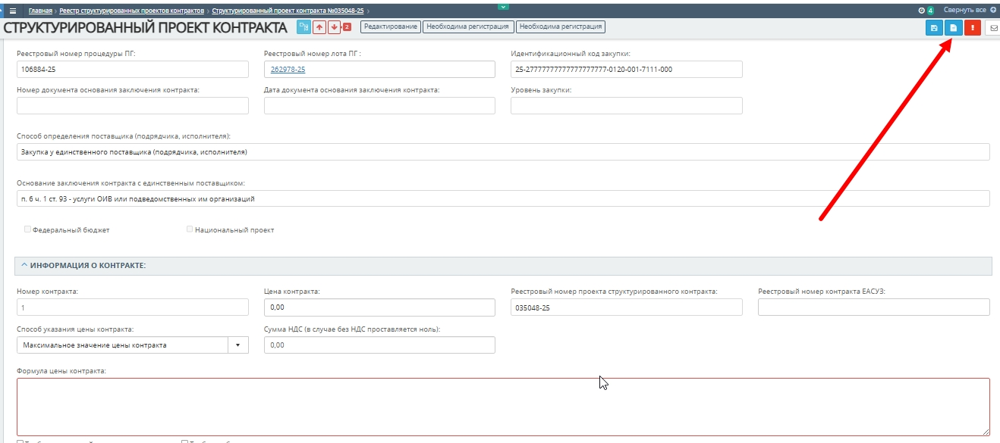 Главная › Реестр структурированных проектов контрактов › Структурированный проект контракта №035048-25 › 4 Свернуть все
СТРУКТУРИРОВАННЫЙ ПРОЕКТ КОНТРАКТА 2 Редактирование Необходима регистрация Необходима регистрация
Реестровый номер процедуры ПГ: Реестровый номер лота ПГ : Идентификационный код закупки:
106884-25 262978-25 25-27777777777777777777-0120-001-7111-000
Номер документа основания заключения контракта: Дата документа основания заключения контракта: Уровень закупки:
Способ определения поставщика (подрядчика, исполнителя):
Закупка у единственного поставщика (подрядчика, исполнителя)
Основание заключения контракта с единственным поставщиком:
п. 6 ч. 1 ст. 93 - услуги ОИВ или подведомственных им организаций
Федеральный бюджет Национальный проект
ИНФОРМАЦИЯ О КОНТРАКТЕ:
Номер контракта: Цена контракта: Реестровый номер проекта структурированного контракта: Реестровый номер контракта ЕАСУЗ:
1 0,00 035048-25
Способ указания цены контракта: Сумма НДС (в случае без НДС проставляется ноль):
Максимальное значение цены контракта 0,00
Формула цены контракта: